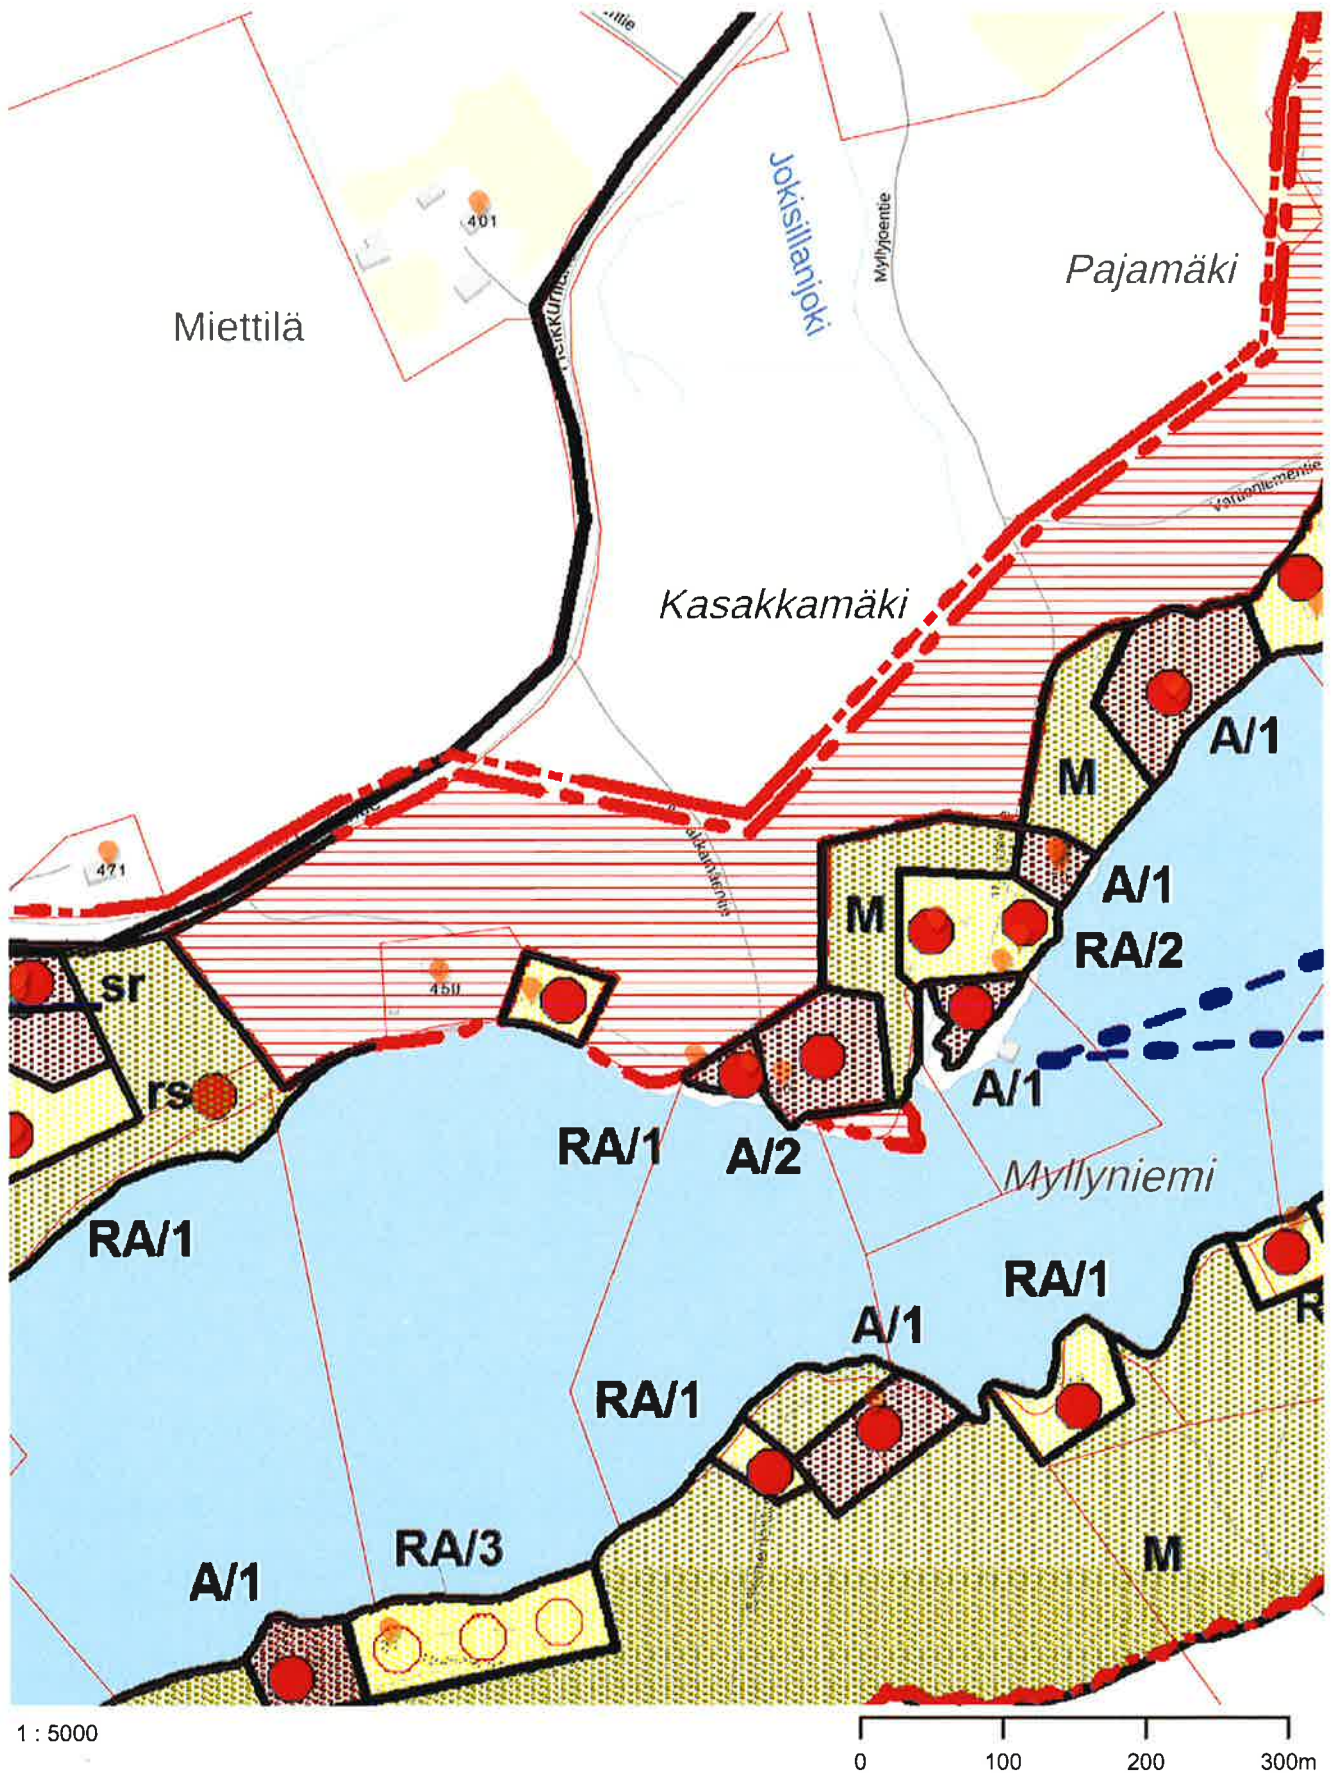 401
Jokisillanjoki
Myllyjoentie
Pajamäki
Miettilä
Kasakkamäki
A/1
M
471
A/1
M
RA/2
450
sr
rs
A/1
RA/1
A/2
Myllyniemi
RA/1
RA/1
A/1
RA/1
R
RA/3
M
A/1
1 : 5000
0 100 200 300m